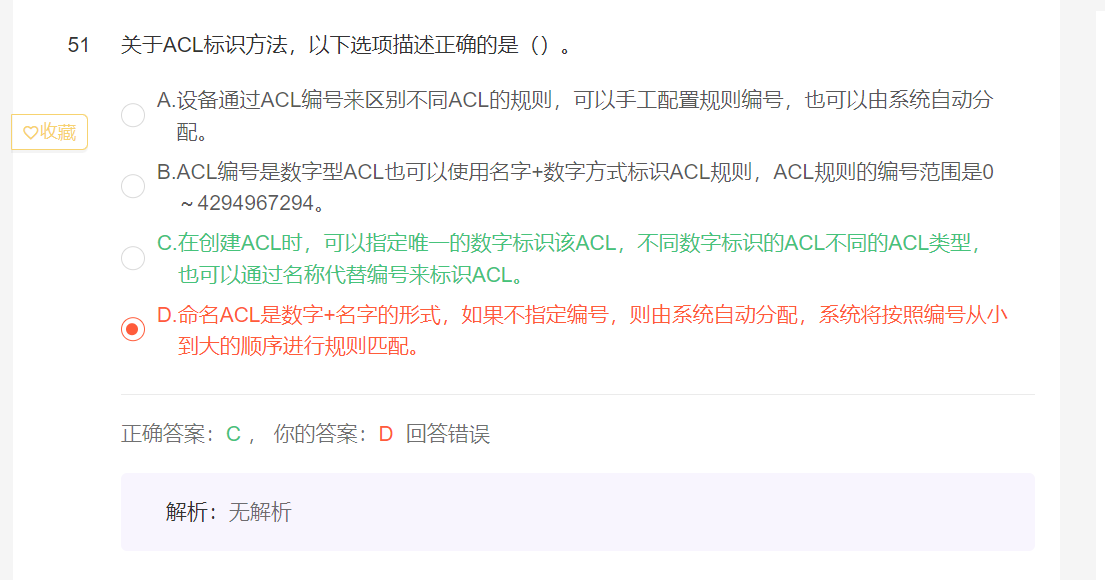 51 关于ACL标识方法，以下选项描述正确的是（）。
A.设备通过ACL编号来区别不同ACL的规则，可以手工配置规则编号，也可以由系统自动分
配。
♡收藏
B.ACL编号是数字型ACL也可以使用名字+数字方式标识ACL规则，ACL规则的编号范围是0
～4294967294。
C.在创建ACL时，可以指定唯一的数字标识该ACL，不同数字标识的ACL不同的ACL类型，
也可以通过名称代替编号来标识ACL。
D.命名ACL是数字+名字的形式，如果不指定编号，则由系统自动分配，系统将按照编号从小
到大的顺序进行规则匹配。
正确答案：C ， 你的答案：D 回答错误
解析：无解析